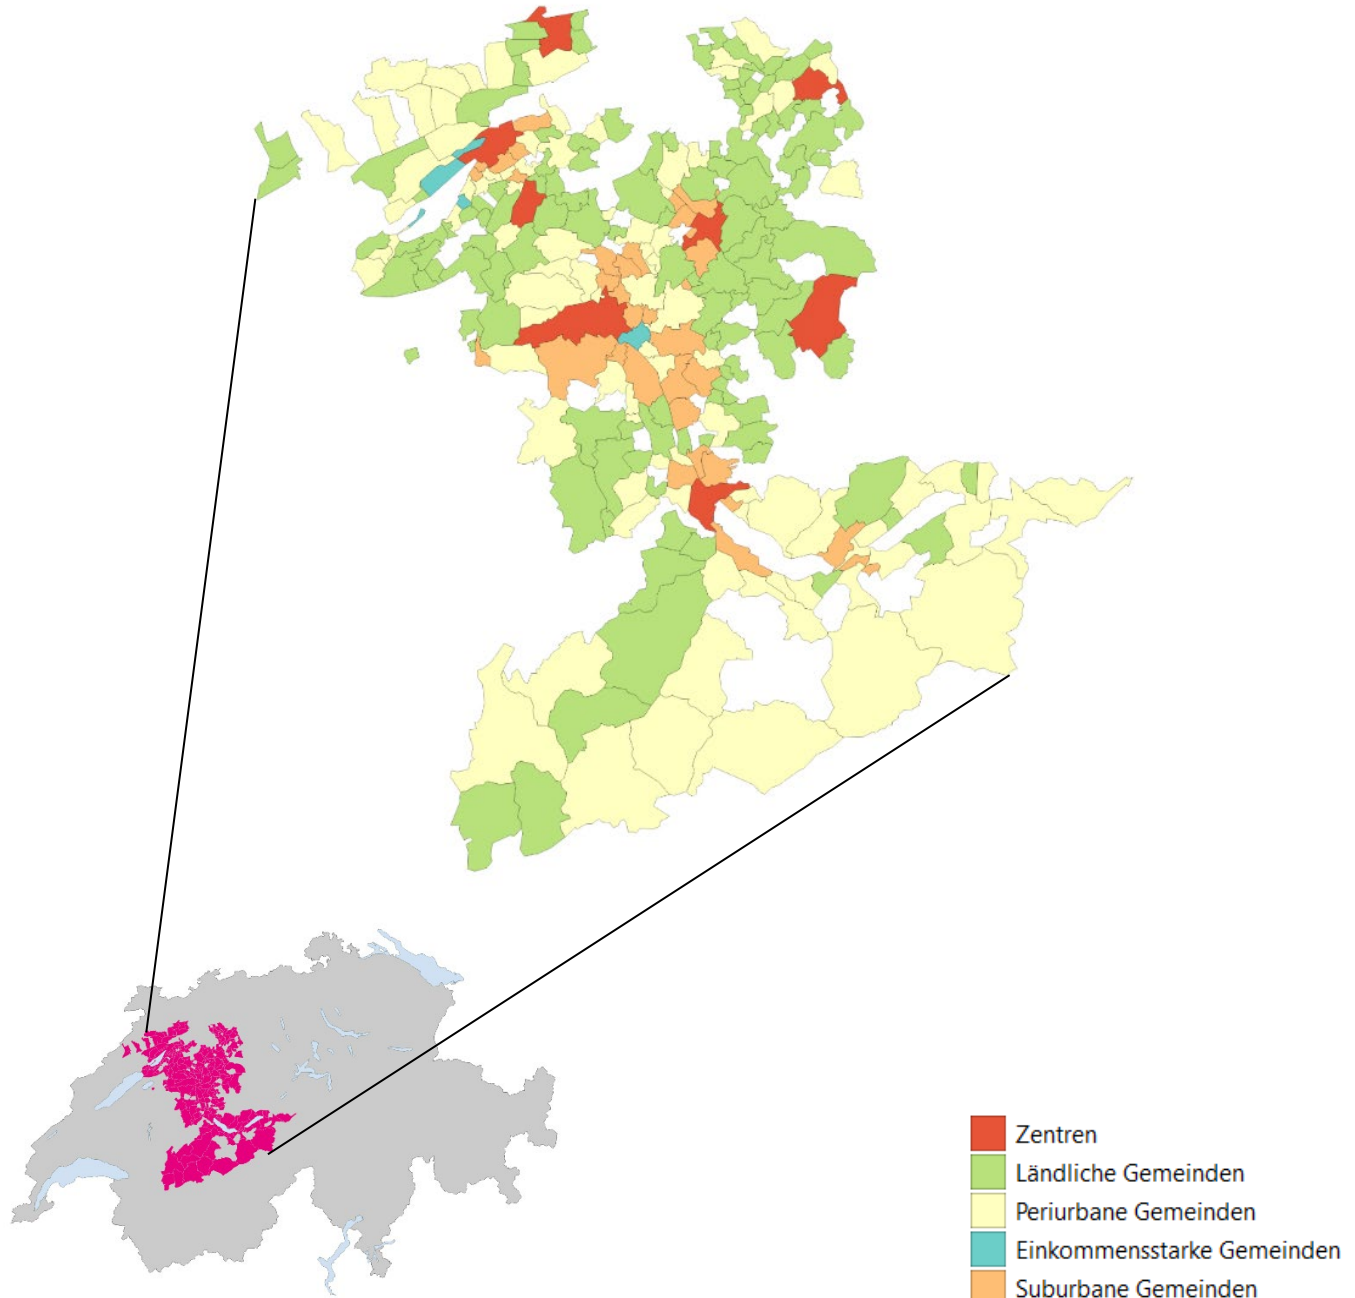 Zentren
Ländliche Gemeinden
Periurbane Gemeinden
Einkommensstarke Gemeinden
Suburbane Gemeinden